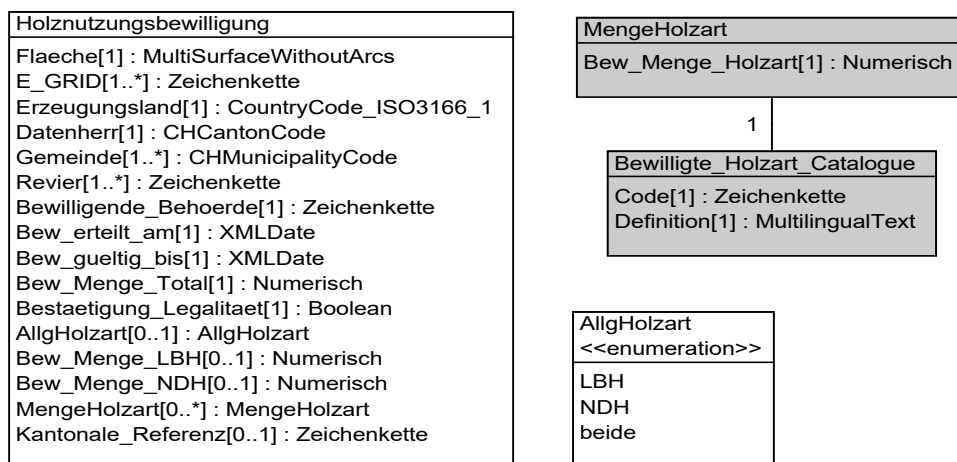 Holznutzungsbewilligung
Flaeche[1] : MultiSurfaceWithoutArcs
E_GRID[1..*] : Zeichenkette
Erzeugungsland[1] : CountryCode_ISO3166_1
Datenherr[1] : CHCantonCode
Gemeinde[1..*] : CHMunicipalityCode
Revier[1..*] : Zeichenkette
Bewilligende_Behoerde[1] : Zeichenkette
Bew_erteilt_am[1] : XMLDate
Bew_gueltig_bis[1] : XMLDate
Bew_Menge_Total[1] : Numerisch
Bestaetigung_Legalitaet[1] : Boolean
AllgHolzart[0..1] : AllgHolzart
Bew_Menge_LBH[0..1] : Numerisch
Bew_Menge_NDH[0..1] : Numerisch
MengeHolzart[0..*] : MengeHolzart
Kantonale_Referenz[0..1] : Zeichenkette
MengeHolzart
Bew_Menge_Holzart[1] : Numerisch
1
Bewilligte_Holzart_Catalogue
Code[1] : Zeichenkette
Definition[1] : MultilingualText
AllgHolzart
<<enumeration>>
LBH
NDH
beide